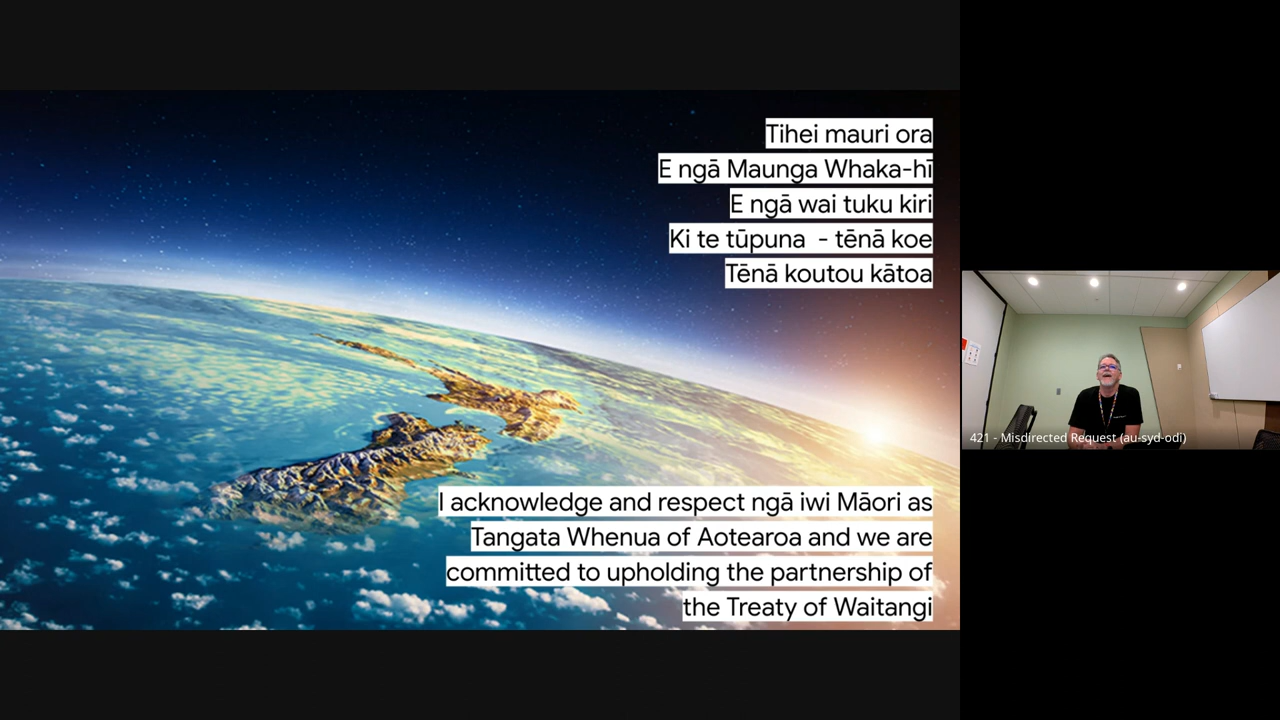 Tihei mauri ora
E ngā Maunga Whaka-hī
E ngā wai tuku kiri
Ki te tūpuna - tēnā koe
Tēnā koutou kātoa
I acknowledge and respect ngā iwi Māori as
Tangata Whenua of Aotearoa and we are
committed to upholding the partnership of
the Treaty of Waitangi
421 - Misdirected Request (au-syd-odi)